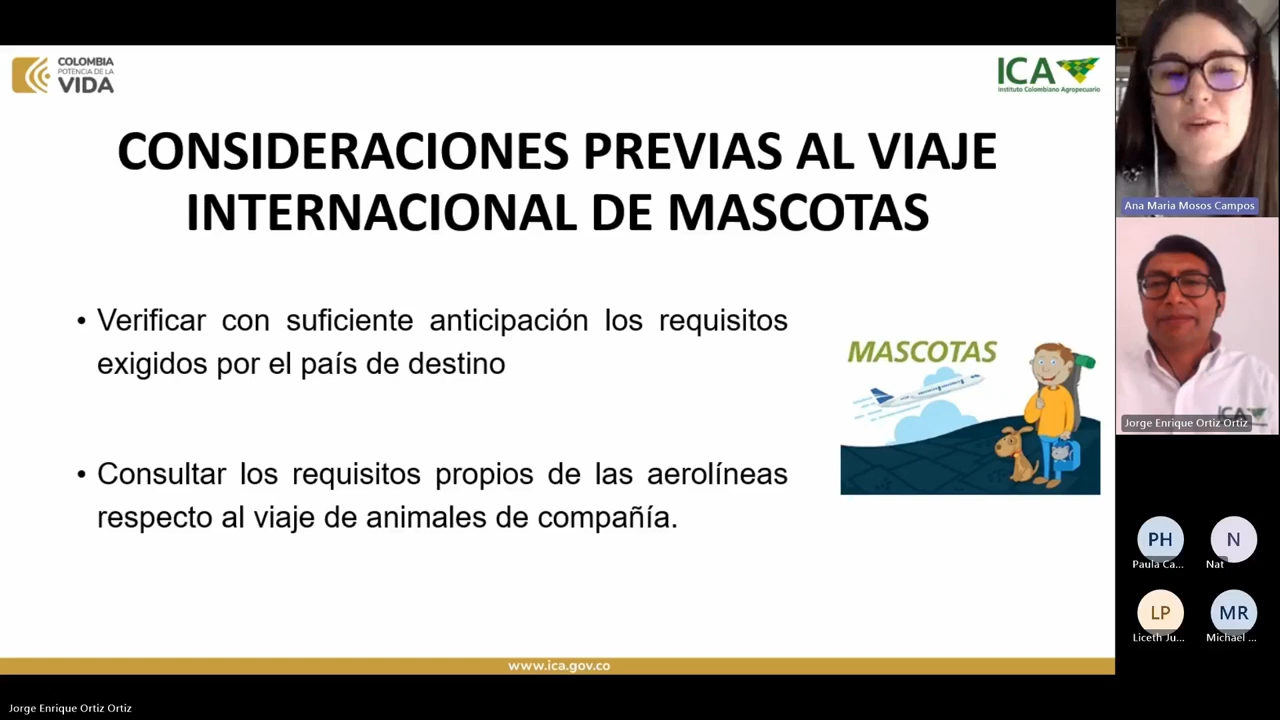 COLOMBIA
POTENCIA DE LA
VIDA
ICA
Instituto Colombiano Agropecuario
CONSIDERACIONES PREVIAS AL VIAJE
INTERNACIONAL DE MASCOTAS
• Verificar con suficiente anticipación los requisitos
exigidos por el país de destino
• Consultar los requisitos propios de las aerolíneas
respecto al viaje de animales de compañía.
MASCOTAS
www.ica.gov.co
Ana Maria Mosos Campos
ICA
Jorge Enrique Ortiz Ortiz
PH
Paula Ca...
N
Nat
LP
Liceth Ju...
MR
Michael ...
Jorge Enrique Ortiz Ortiz